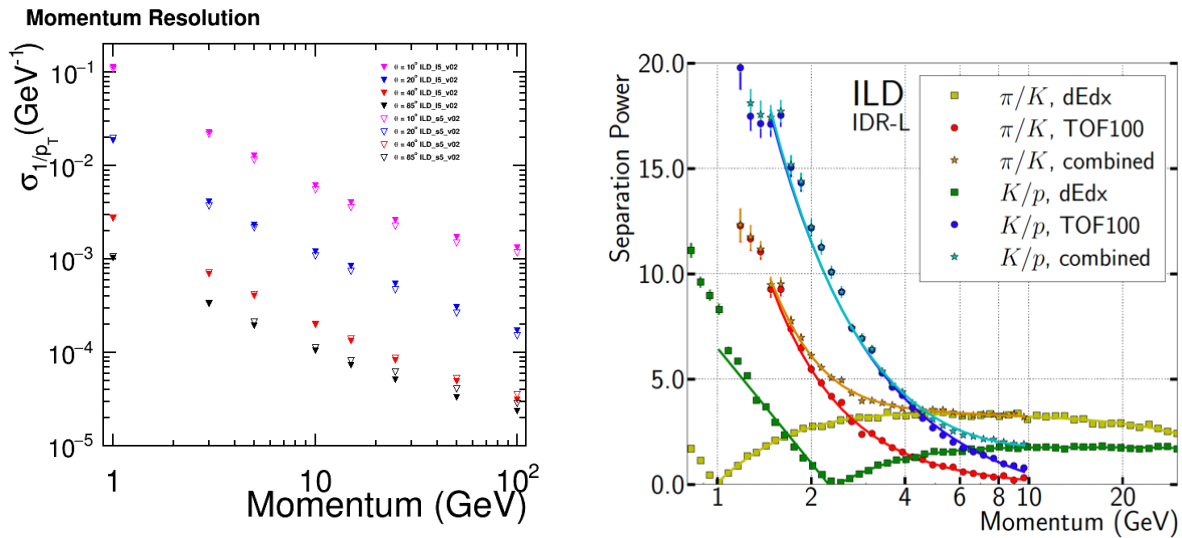 Momentum Resolution
σ1/pT (GeV-1)
10-1
10-2
10-3
10-4
10-5
1
10
102
Momentum (GeV)
θ = 10° ILD_l5_v02
θ = 20° ILD_l5_v02
θ = 40° ILD_l5_v02
θ = 85° ILD_l5_v02
θ = 10° ILD_s5_v02
θ = 20° ILD_s5_v02
θ = 40° ILD_s5_v02
θ = 85° ILD_s5_v02
Separation Power
20.0
15.0
10.0
5.0
0.0
1
2
4
6
8
10
20
Momentum (GeV)
ILD
IDR-L
π/K, dEdx
π/K, TOF100
π/K, combined
K/p, dEdx
K/p, TOF100
K/p, combined